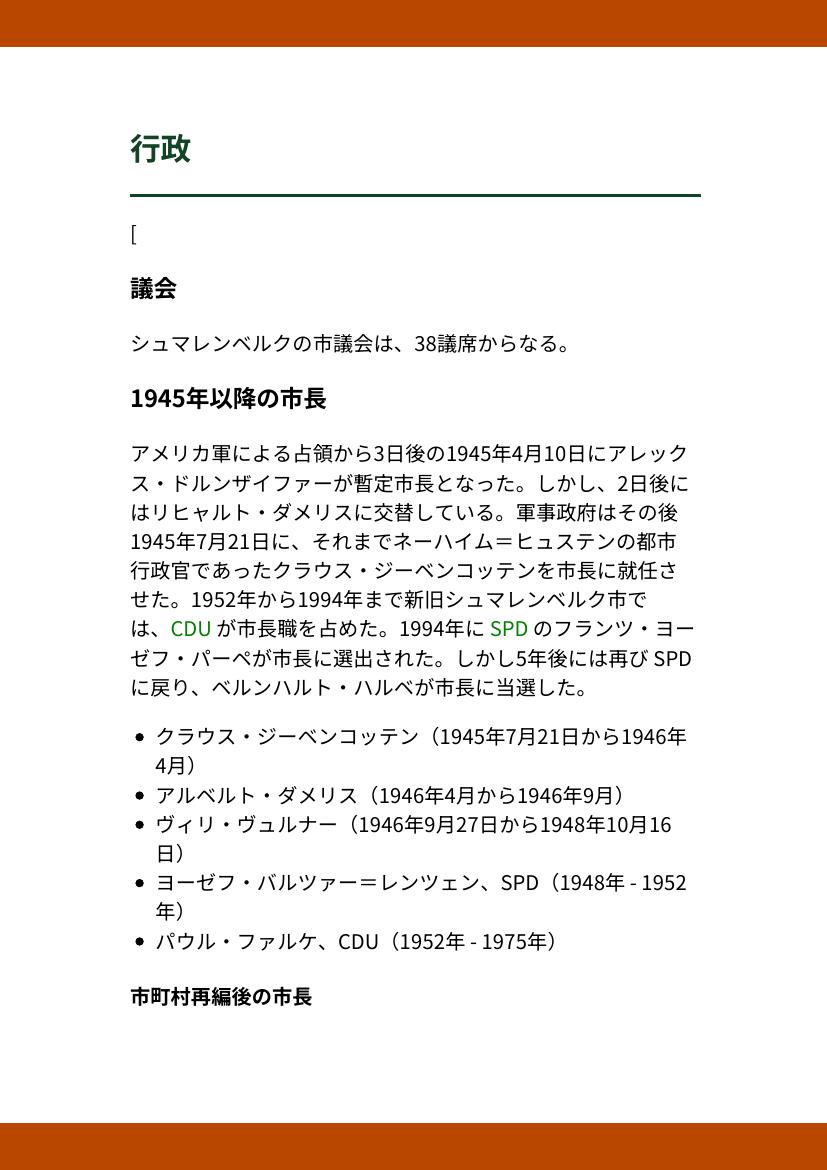 行政
[
議会
シュマレンベルクの市議会は、38議席からなる。
1945年以降の市長
アメリカ軍による占領から3日後の1945年4月10日にアレック
ス・ドルンザイファーが暫定市長となった。しかし、2日後に
はリヒャルト・ダメリスに交替している。軍事政府はその後
1945年7月21日に、それまでネーハイム＝ヒュステンの都市
行政官であったクラウス・ジーベンコッテンを市長に就任さ
せた。1952年から1994年まで新旧シュマレンベルク市で
は、CDU が市長職を占めた。1994年に SPD のフランツ・ヨー
ゼフ・パーペが市長に選出された。しかし5年後には再び SPD
に戻り、ベルンハルト・ハルベが市長に当選した。
• クラウス・ジーベンコッテン（1945年7月21日から1946年
4月）
• アルベルト・ダメリス（1946年4月から1946年9月）
• ヴィリ・ヴュルナー（1946年9月27日から1948年10月16
日）
• ヨーゼフ・バルツァー＝レンツェン、SPD（1948年 - 1952
年）
• パウル・ファルケ、CDU（1952年 - 1975年）
市町村再編後の市長